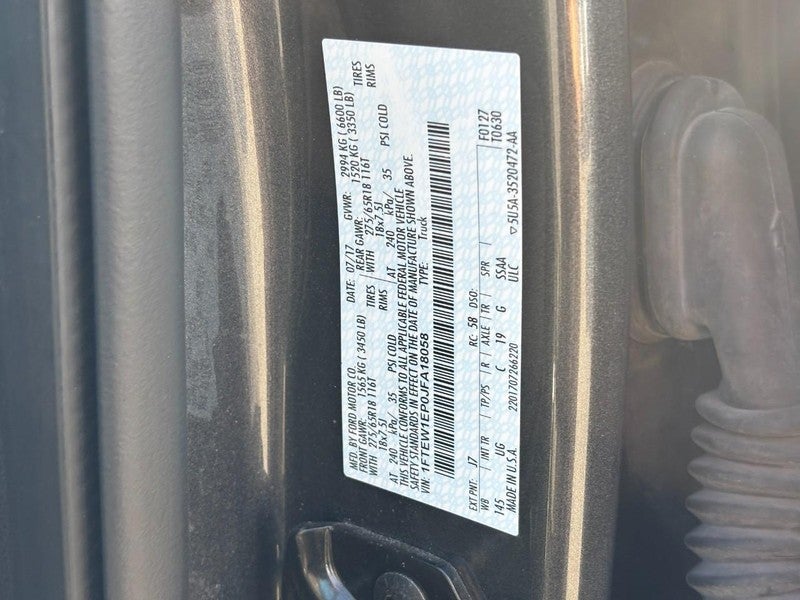 MFD. BY FORD MOTOR CO. DATE: 07/17 GVWR: 2994 KG ( 6600 LB)
FRONT GAWR: 1565 KG ( 3450 LB) REAR GAWR: 1520 KG ( 3350 LB)
WITH 275/65R18 116T TIRES WITH 275/65R18 116T TIRES
18x7.5J RIMS 18x7.5J RIMS
AT 240 kPa/ 35 PSI COLD AT 240 kPa/ 35 PSI COLD
THIS VEHICLE CONFORMS TO ALL APPLICABLE FEDERAL MOTOR VEHICLE
SAFETY STANDARDS IN EFFECT ON THE DATE OF MANUFACTURE SHOWN ABOVE.
VIN: 1FTEW1EP0JFA18058 TYPE: Truck
F0127
T0630
EXT PNT: J7 RC: 58 DSO:
WB INT TR TP/PS R AXLE TR SPR
145 UG C 19 G SSAA
ULC
MADE IN U.S.A. 2201707266220 ▽5U5A-3520472-AA